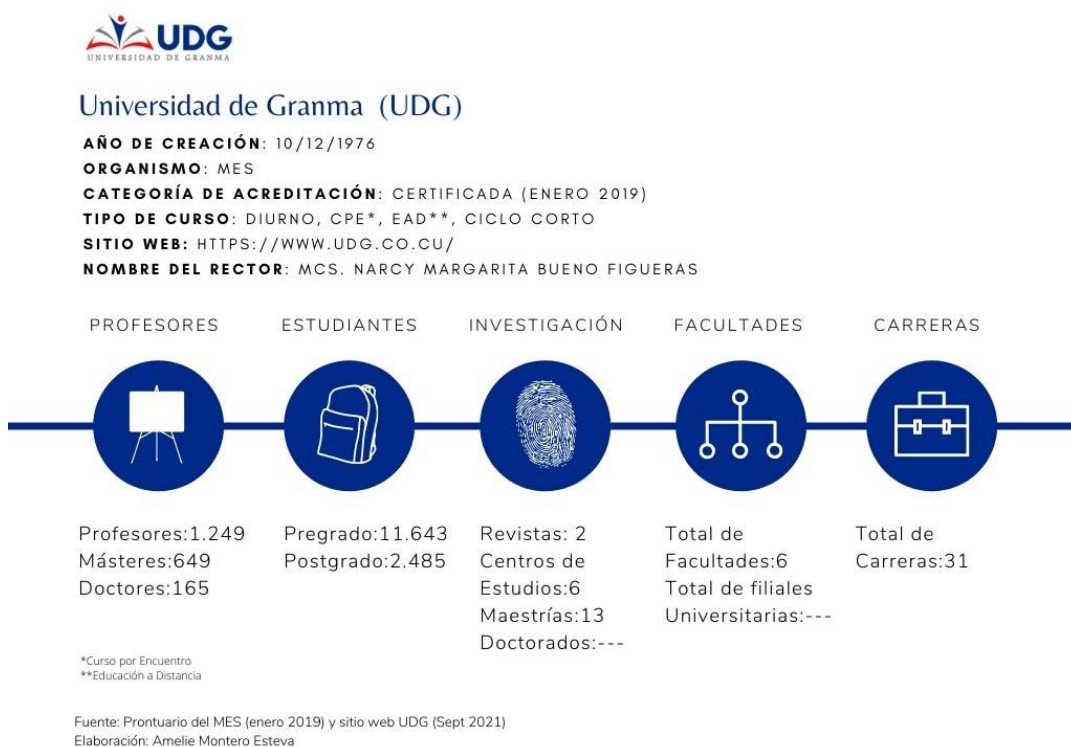 UDG
UNIVERSIDAD DE GRANMA
Universidad de Granma (UDG)
AÑO DE CREACIÓN: 10/12/1976
ORGANISMO: MES
CATEGORÍA DE ACREDITACIÓN: CERTIFICADA (ENERO 2019)
TIPO DE CURSO: DIURNO, CPE*, EAD**, CICLO CORTO
SITIO WEB: HTTPS://WWW.UDG.CO.CU/
NOMBRE DEL RECTOR: MCS. NARCY MARGARITA BUENO FIGUERAS
PROFESORES
Profesores:1.249
Másteres:649
Doctores:165
ESTUDIANTES
Pregrado:11.643
Postgrado:2.485
INVESTIGACIÓN
Revistas: 2
Centros de
Estudios:6
Maestrías:13
Doctorados:---
FACULTADES
Total de
Facultades:6
Total de filiales
Universitarias:---
CARRERAS
Total de
Carreras:31
*Curso por Encuentro
**Educación a Distancia
Fuente: Prontuario del MES (enero 2019) y sitio web UDG (Sept 2021)
Elaboración: Amelie Montero Esteva